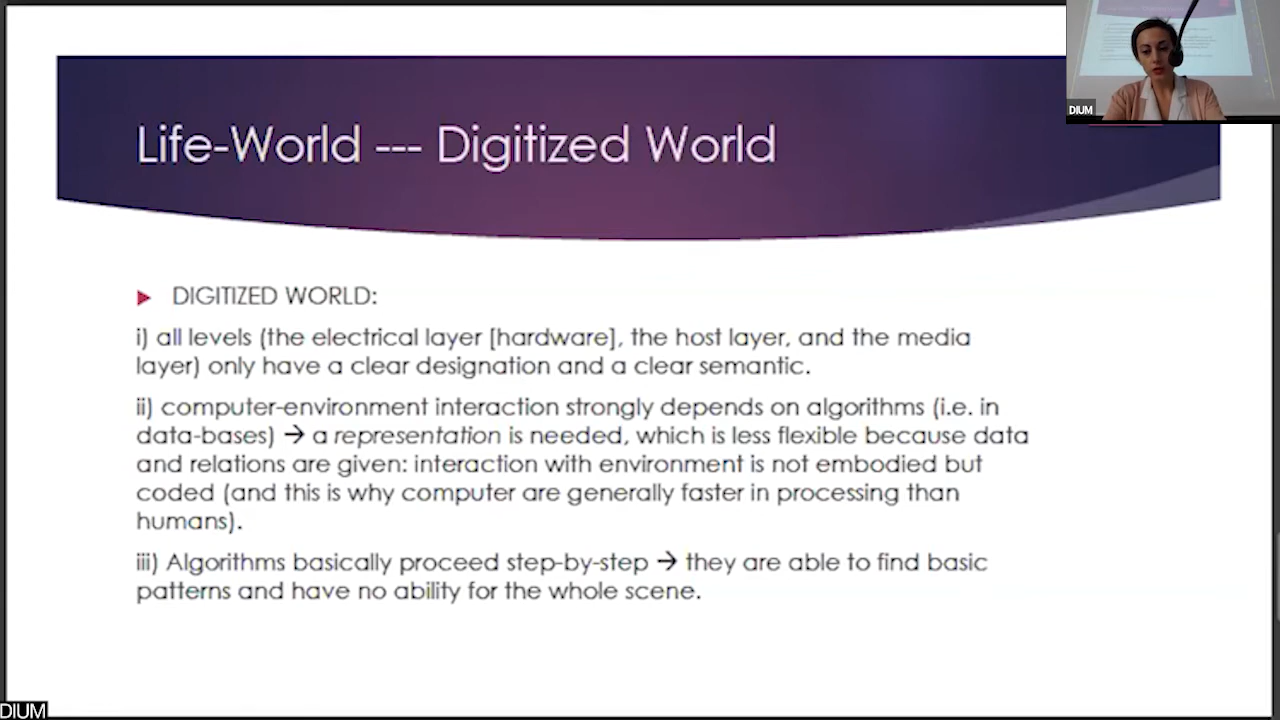 Life-World --- Digitized World
DIUM
DIGITIZED WORLD:
i) all levels (the electrical layer [hardware], the host layer, and the media
layer) only have a clear designation and a clear semantic.
ii) computer-environment interaction strongly depends on algorithms (i.e. in
data-bases) → a representation is needed, which is less flexible because data
and relations are given: interaction with environment is not embodied but
coded (and this is why computer are generally faster in processing than
humans).
iii) Algorithms basically proceed step-by-step → they are able to find basic
patterns and have no ability for the whole scene.
DIUM